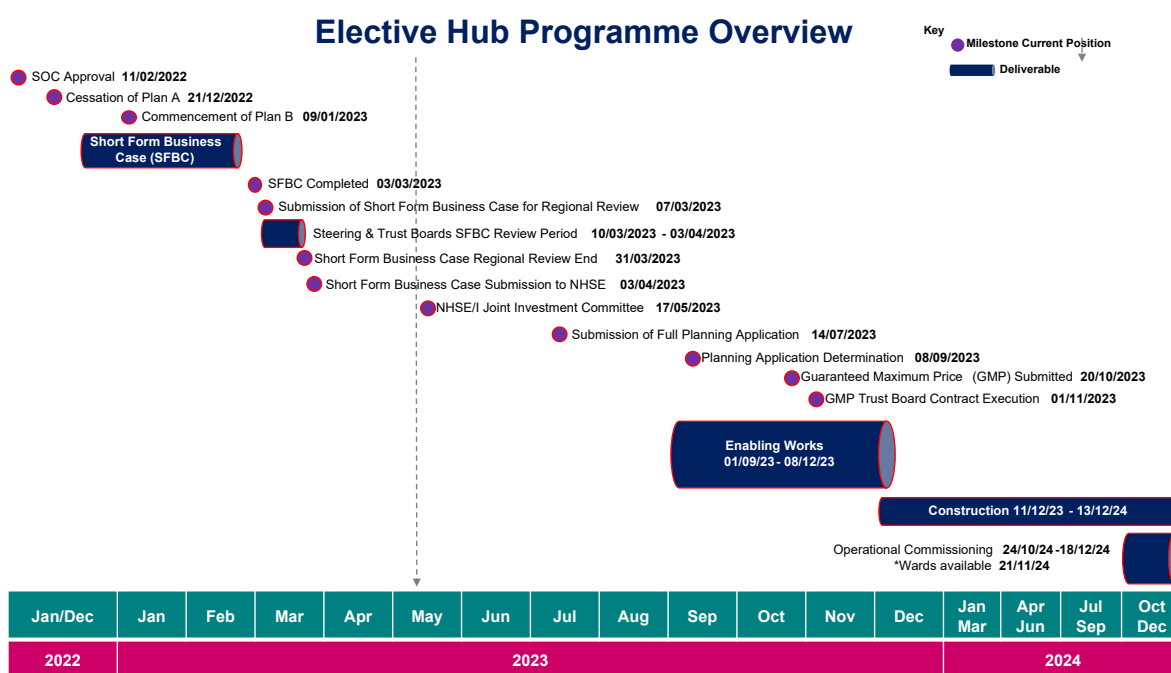 Elective Hub Programme Overview
Key
Milestone Current Position
Deliverable
SOC Approval 11/02/2022
Cessation of Plan A 21/12/2022
Commencement of Plan B 09/01/2023
Short Form Business
Case (SFBC)
SFBC Completed 03/03/2023
Submission of Short Form Business Case for Regional Review 07/03/2023
Steering & Trust Boards SFBC Review Period 10/03/2023 - 03/04/2023
Short Form Business Case Regional Review End 31/03/2023
Short Form Business Case Submission to NHSE 03/04/2023
NHSE/I Joint Investment Committee 17/05/2023
Submission of Full Planning Application 14/07/2023
Planning Application Determination 08/09/2023
Guaranteed Maximum Price (GMP) Submitted 20/10/2023
GMP Trust Board Contract Execution 01/11/2023
Enabling Works
01/09/23 - 08/12/23
Construction 11/12/23 - 13/12/24
Operational Commissioning 24/10/24 -18/12/24
*Wards available 21/11/24
Jan/Dec Jan Feb Mar Apr May Jun Jul Aug Sep Oct Nov Dec Jan Apr Jul Oct
Mar Jun Sep Dec
2022 2023 2024